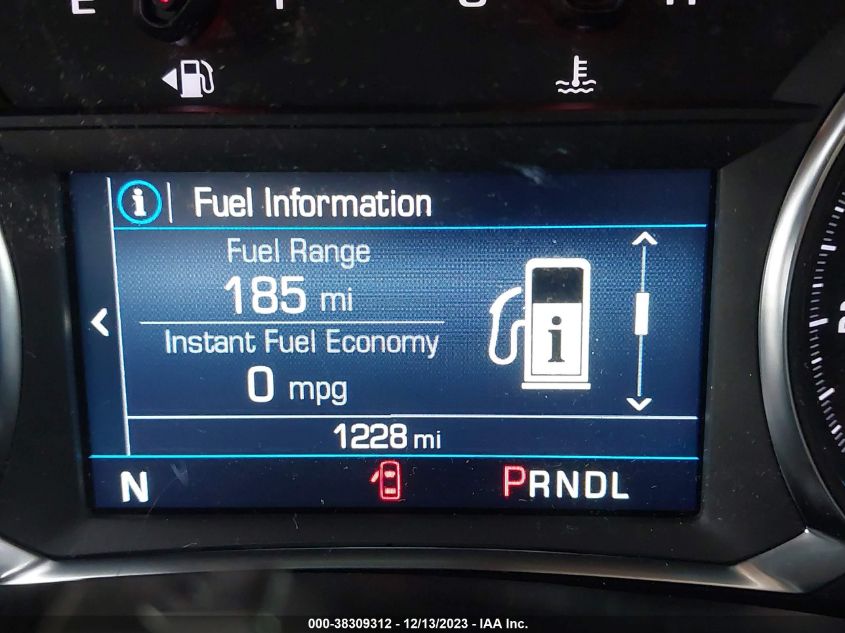 E
Fuel Information
Fuel Range
185 mi
Instant Fuel Economy
0 mpg
1228 mi
N PRNDL
000-38309312 - 12/13/2023 - IAA Inc.